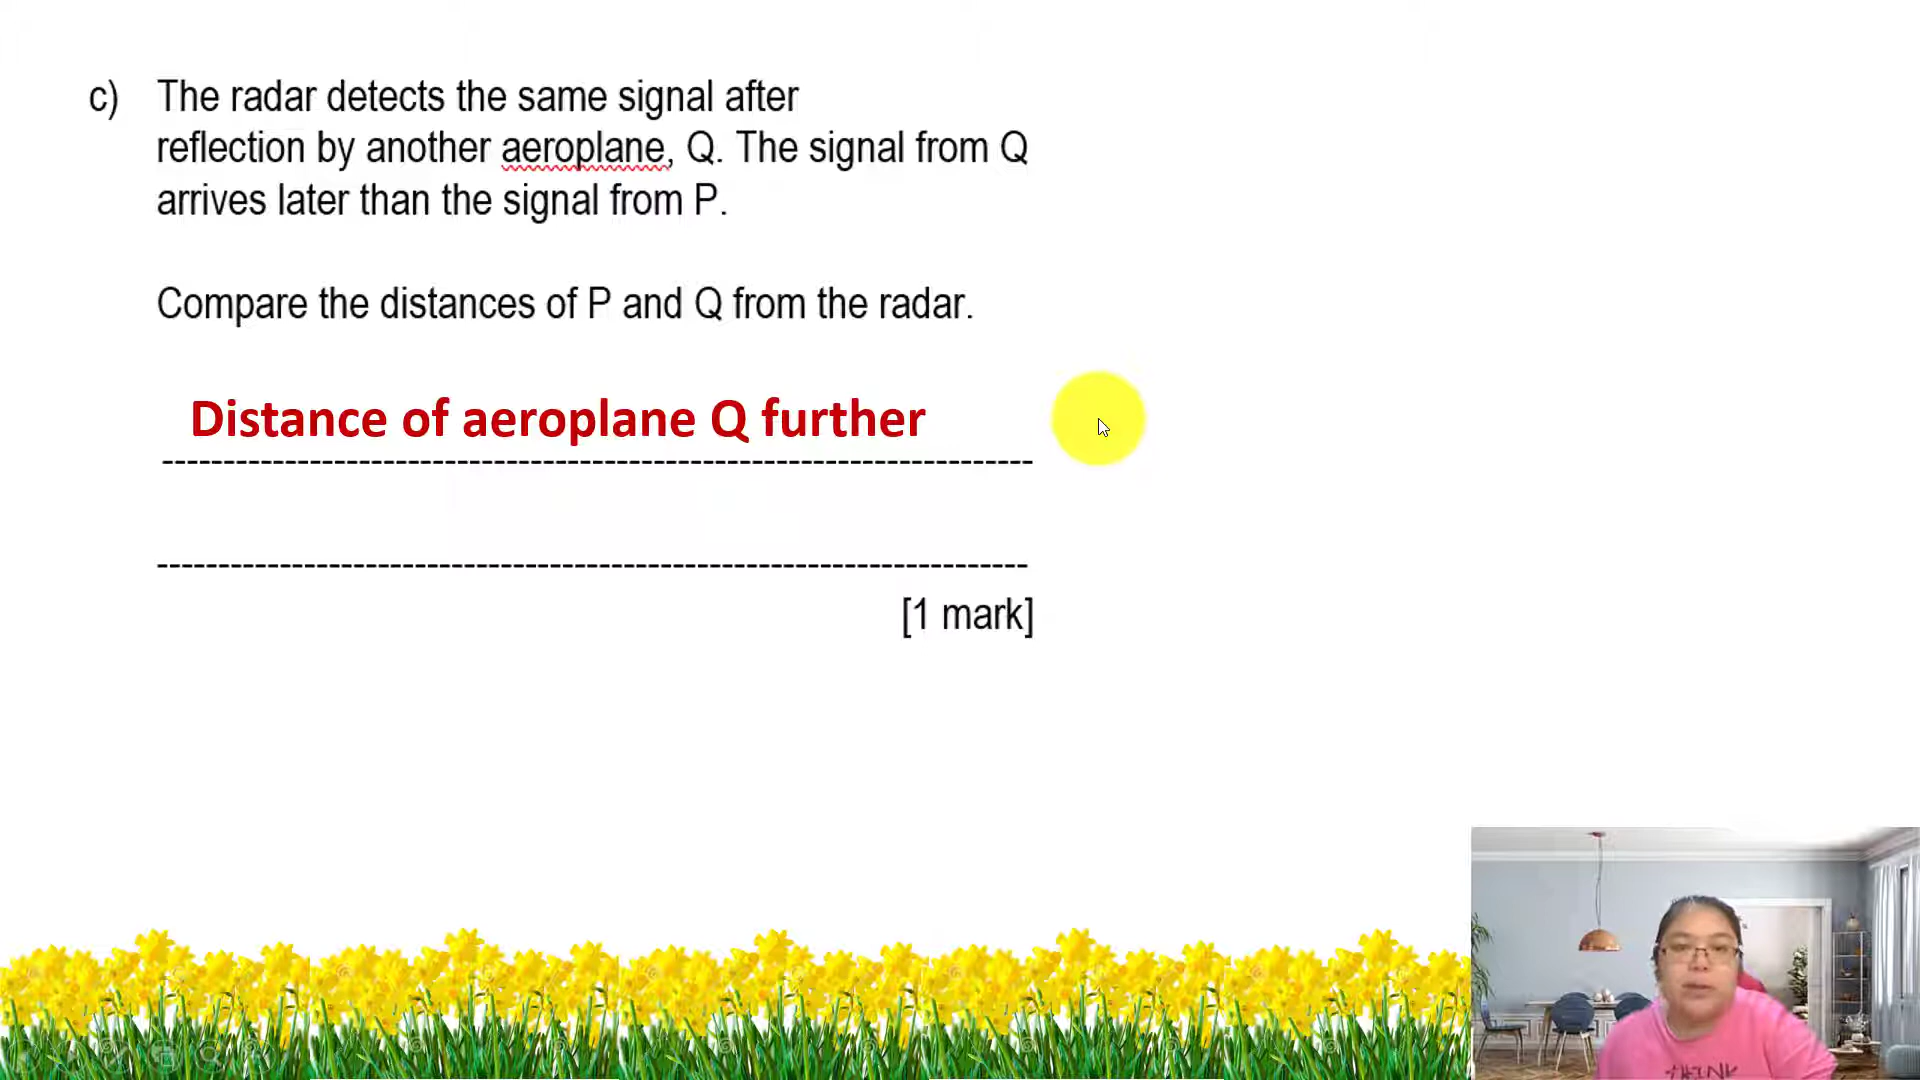 c) The radar detects the same signal after
reflection by another aeroplane, Q. The signal from Q
arrives later than the signal from P.
Compare the distances of P and Q from the radar.
Distance of aeroplane Q further
[1 mark]
THINK